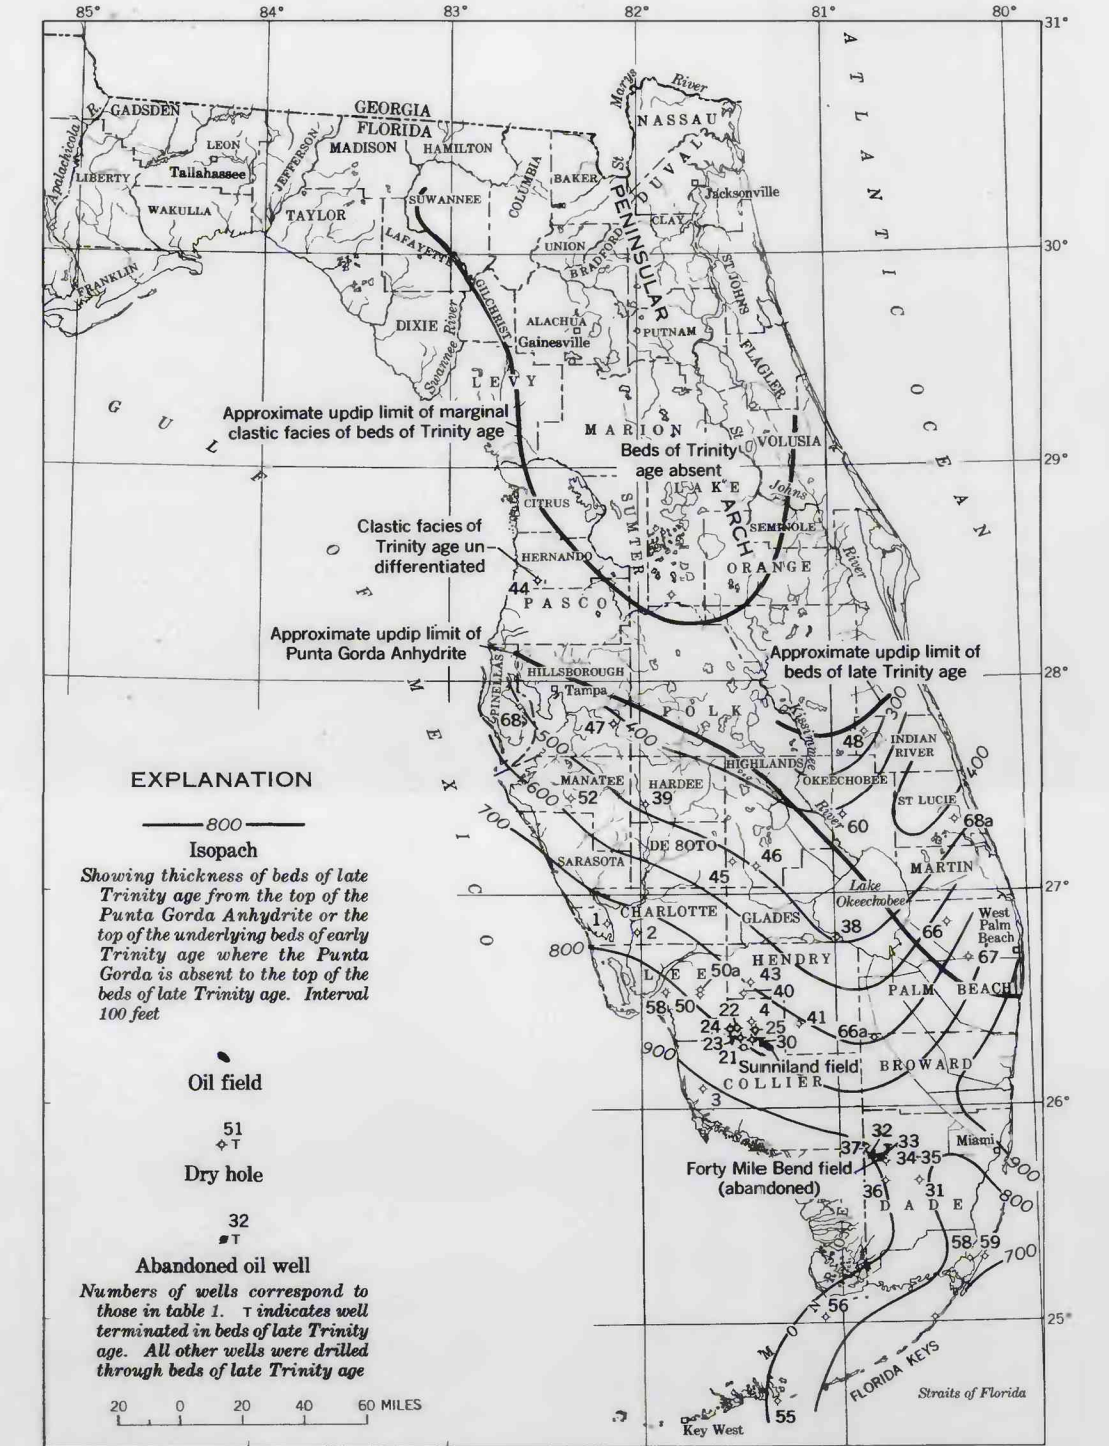 85° 84° 83° 82° 81° 80°
31°
ATLANTIC OCEAN
Marys
River
St
NASSAU
GADSDEN
GEORGIA
FLORIDA
Apalachicola R.
LEON
Tallahassee
JEFFERSON
MADISON
HAMILTON
COLUMBIA
BAKER
DUVAL
Jacksonville
LIBERTY
WAKULLA
TAYLOR
SUWANNEE
CLAY
PENINSULAR
LAFAYETTE
UNION
BRADFORD
30°
ST JOHNS
FRANKLIN
GILCHRIST
DIXIE
Suwannee River
ALACHUA
Gainesville
PUTNAM
FLAGLER
LEVY
Approximate updip limit of marginal
clastic facies of beds of Trinity age
MARION
Beds of Trinity
age absent
St
Johns
River
VOLUSIA
29°
GULF OF MEXICO
LAKE
ARCH
CITRUS
SUMTER
SEMINOLE
Clastic facies of
Trinity age un-
differentiated
HERNANDO
ORANGE
44
PASCO
Approximate updip limit of
Punta Gorda Anhydrite
Approximate updip limit of
beds of late Trinity age
28°
HILLSBOROUGH
PINELLAS
Tampa
POLK
Kissimmee
River
300
68
47
400
48
INDIAN
RIVER
500
HIGHLANDS
OKEECHOBEE
400
MANATEE
HARDEE
600
52
39
ST LUCIE
700
60
68a
DE SOTO
46
SARASOTA
45
MARTIN
27°
Lake
Okeechobee
CHARLOTTE
GLADES
1
2
38
66
West
Palm
Beach
800
HENDRY
67
LEE
50a
43
40
PALM BEACH
58
50
22
4
41
24
25
66a
23
30
900
21
Sunniland field
BROWARD
COLLIER
3
26°
32
33
Miami
37
34
35
900
Forty Mile Bend field
(abandoned)
36
31
800
DADE
58
59
700
MONROE
56
25°
FLORIDA KEYS
Straits of Florida
55
Key West
EXPLANATION
800
Isopach
Showing thickness of beds of late
Trinity age from the top of the
Punta Gorda Anhydrite or the
top of the underlying beds of early
Trinity age where the Punta
Gorda is absent to the top of the
beds of late Trinity age. Interval
100 feet
Oil field
51
T
Dry hole
32
T
Abandoned oil well
Numbers of wells correspond to
those in table 1. T indicates well
terminated in beds of late Trinity
age. All other wells were drilled
through beds of late Trinity age
20 0 20 40 60 MILES